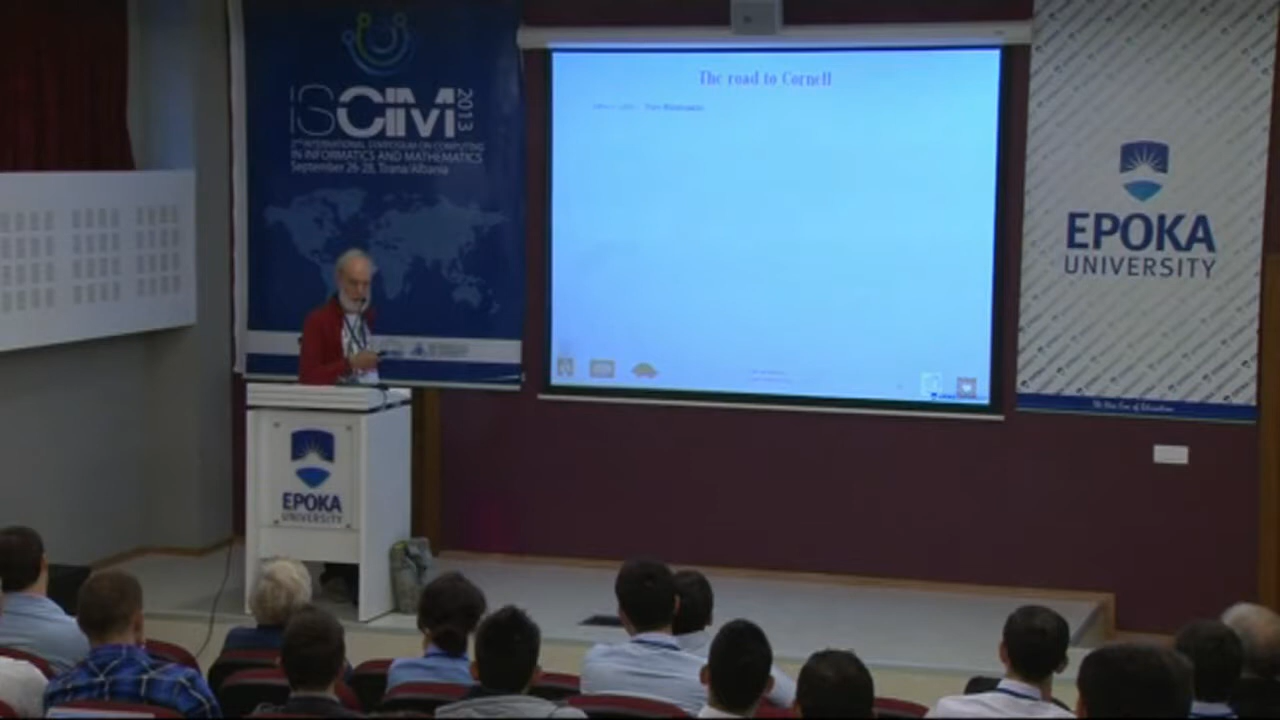 ISCIM 2013
2ND INTERNATIONAL SYMPOSIUM ON COMPUTING
IN INFORMATICS AND MATHEMATICS
September 26-28, Tirana/Albania
The road to Cornell
EPOKA
UNIVERSITY
EPOKA
UNIVERSITY